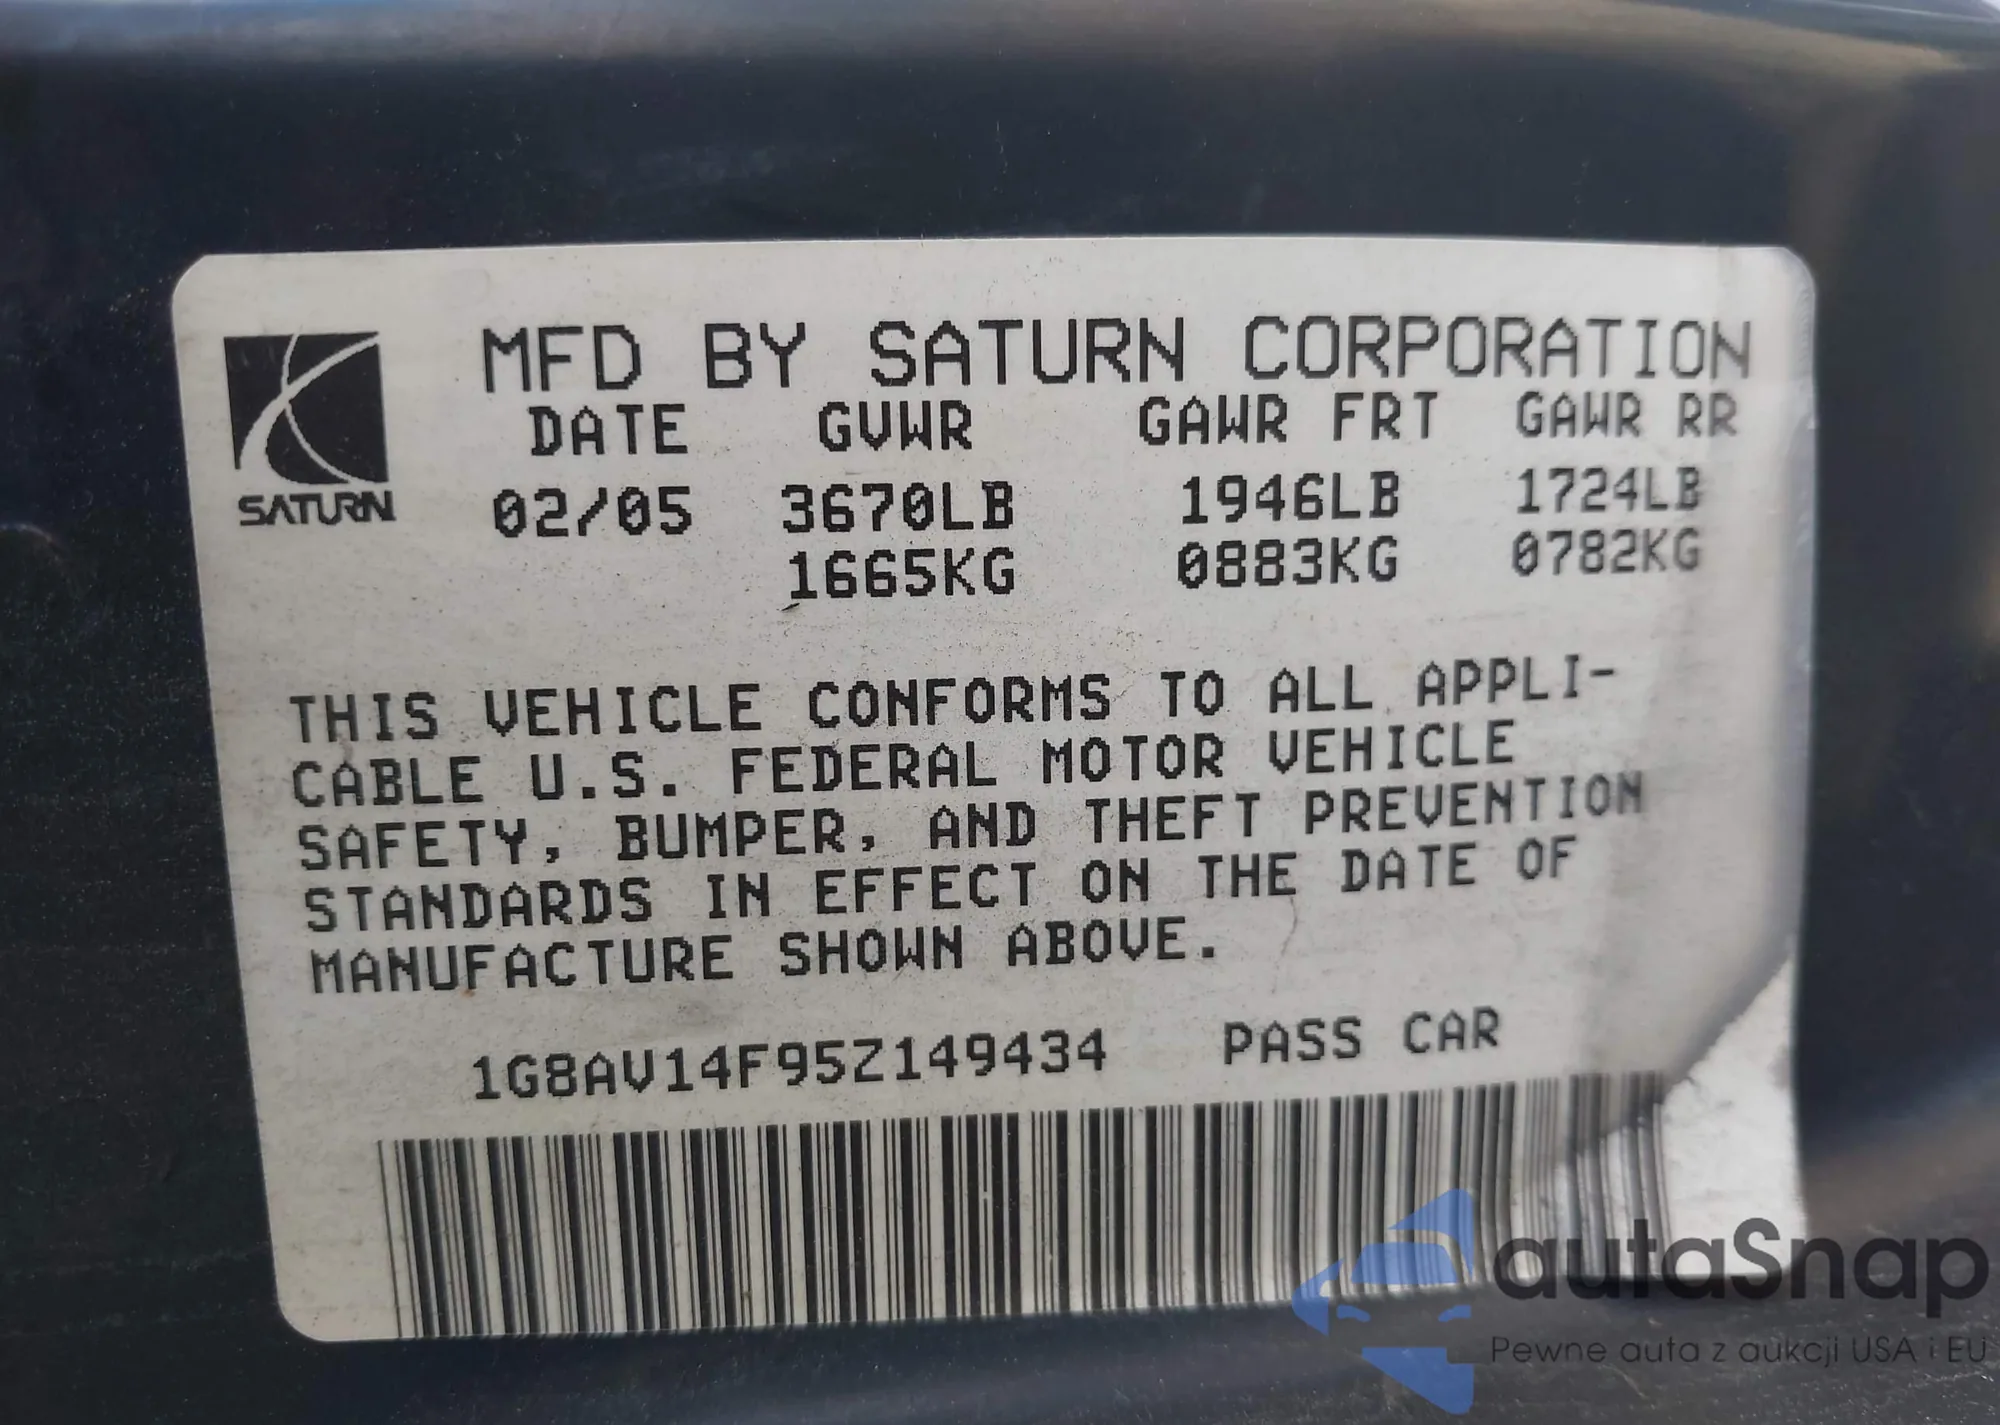 MFD BY SATURN CORPORATION
DATE GVWR GAWR FRT GAWR RR
SATURN
02/05 3670LB 1946LB 1724LB
1665KG 0883KG 0782KG
THIS VEHICLE CONFORMS TO ALL APPLI-
CABLE U.S. FEDERAL MOTOR VEHICLE
SAFETY, BUMPER, AND THEFT PREVENTION
STANDARDS IN EFFECT ON THE DATE OF
MANUFACTURE SHOWN ABOVE.
1G8AV14F95Z149434 PASS CAR
autaSnap
Pewne auta z aukcji USA i EU